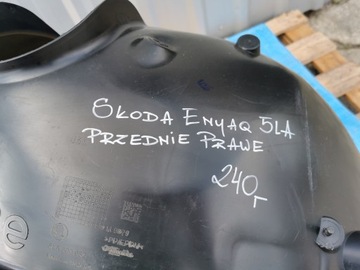 SKODA ENYAQ 5LA
PRZEDNIE PRAWE
240,-
e